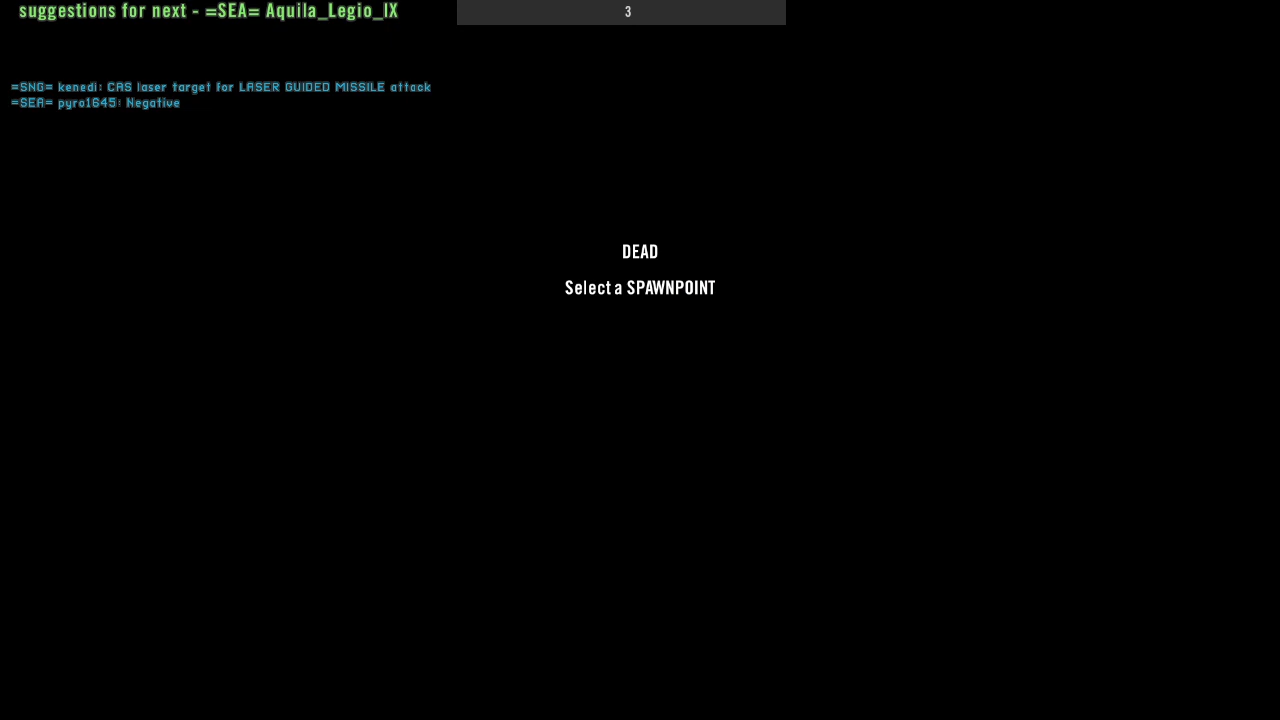 suggestions for next - =SEA= Aquila_Legio_IX
3
=SNG= kenedi: CAS laser target for LASER GUIDED MISSILE attack
=SEA= pyro1645: Negative
DEAD
Select a SPAWNPOINT